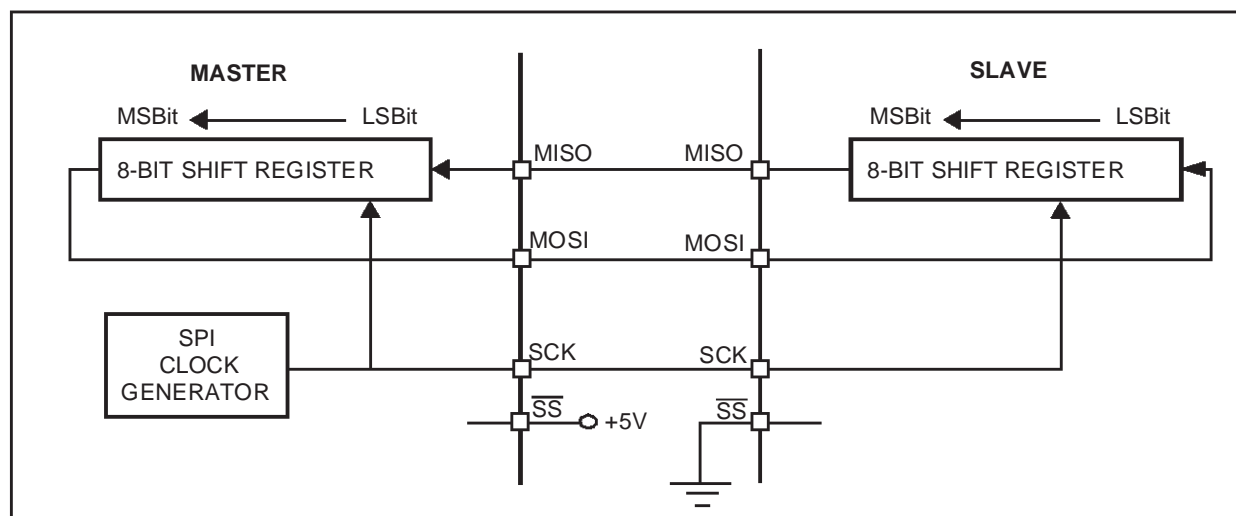 MASTER
SLAVE
MSBit
LSBit
MSBit
LSBit
8-BIT SHIFT REGISTER
MISO
MISO
8-BIT SHIFT REGISTER
MOSI
MOSI
SPI
CLOCK
GENERATOR
SCK
SCK
SS
+5V
SS